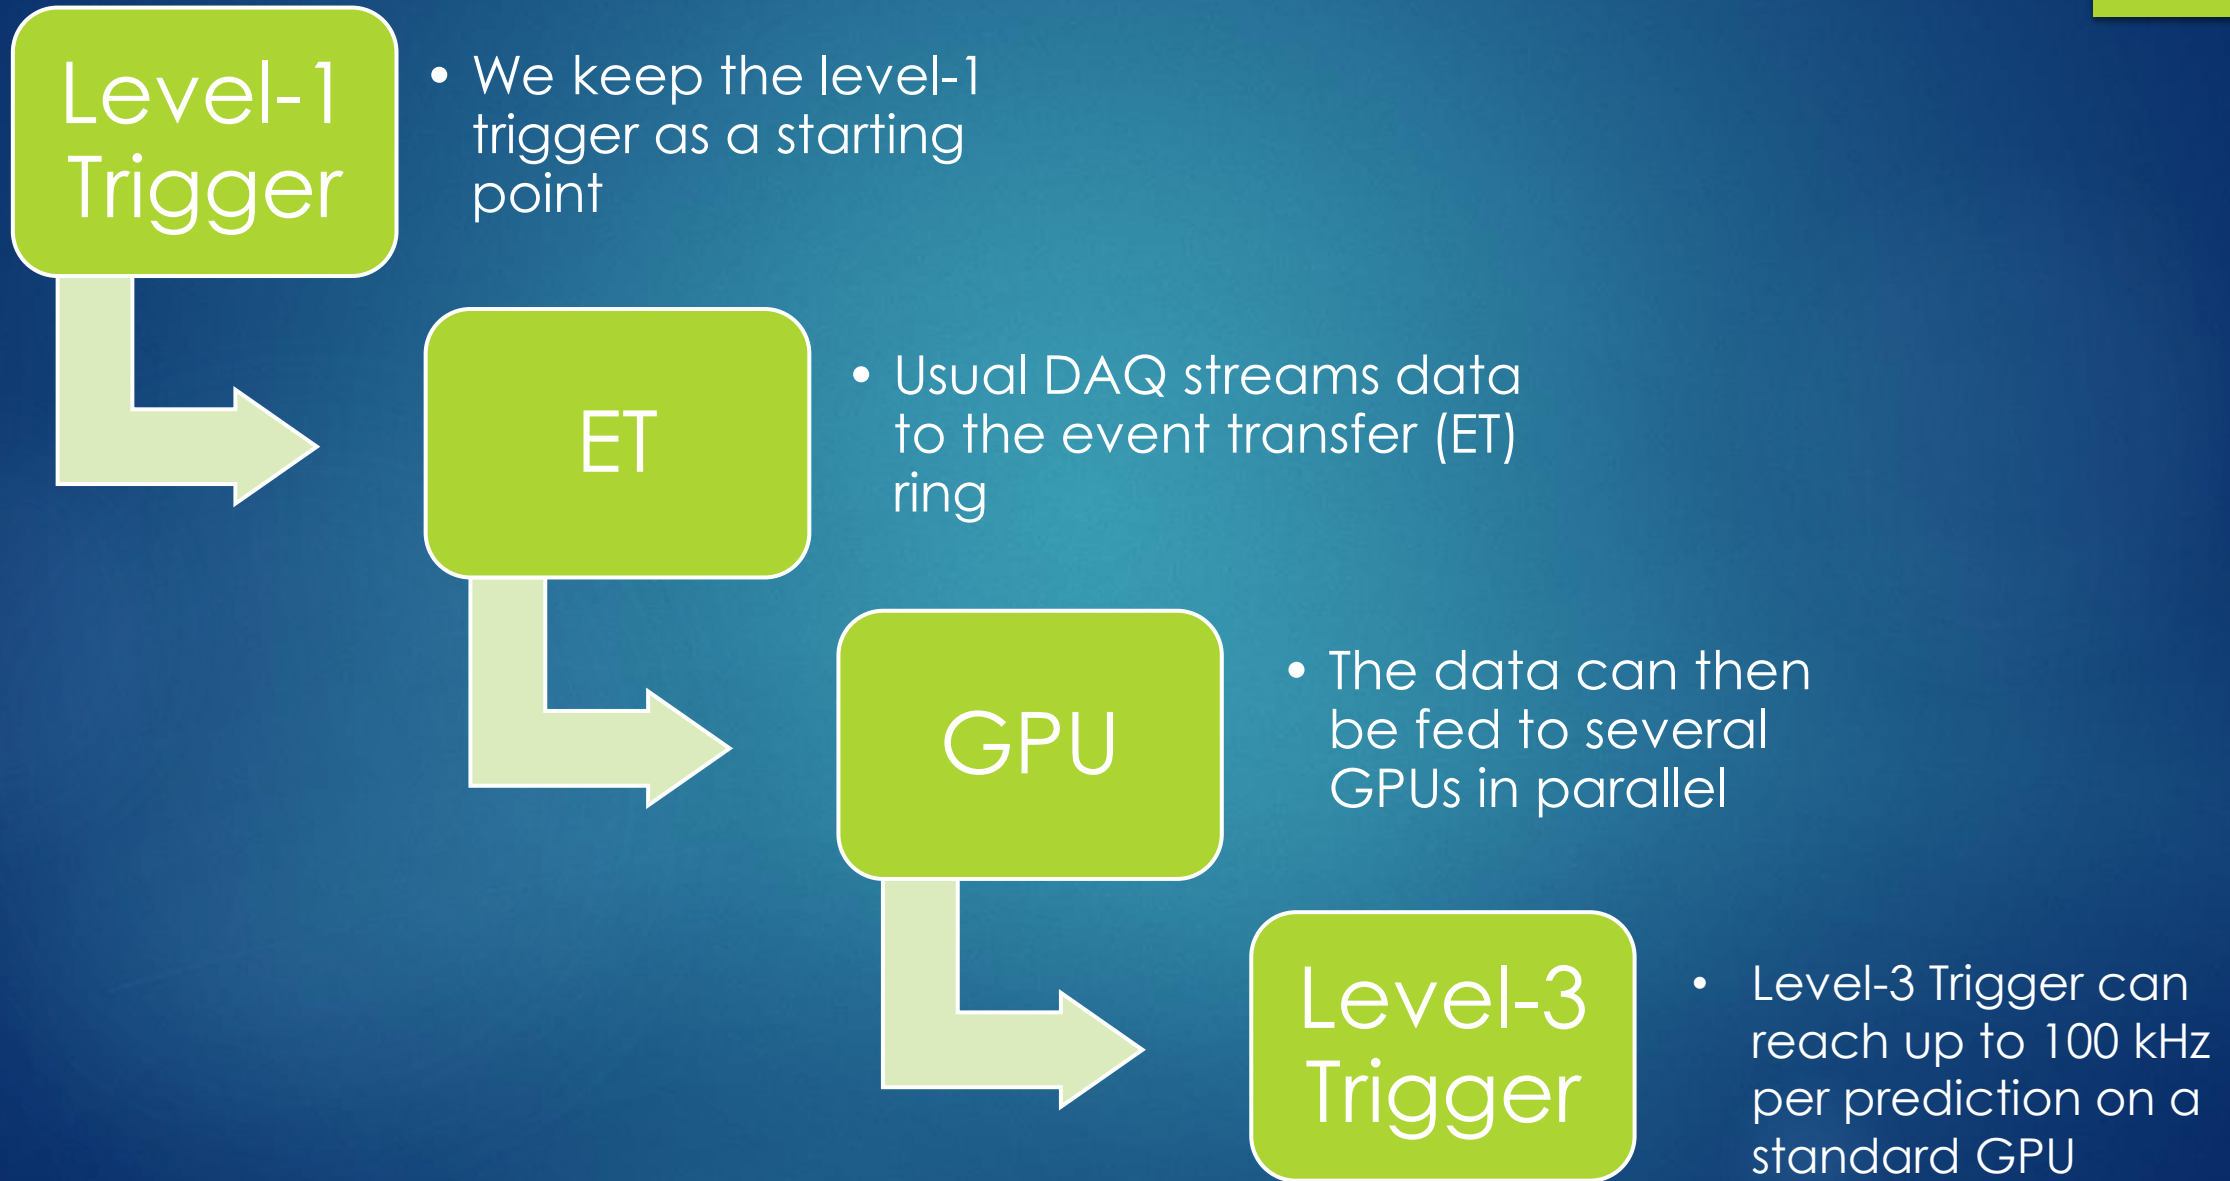 Level-1
Trigger
• We keep the level-1
trigger as a starting
point
ET
• Usual DAQ streams data
to the event transfer (ET)
ring
GPU
• The data can then
be fed to several
GPUs in parallel
Level-3
Trigger
• Level-3 Trigger can
reach up to 100 kHz
per prediction on a
standard GPU